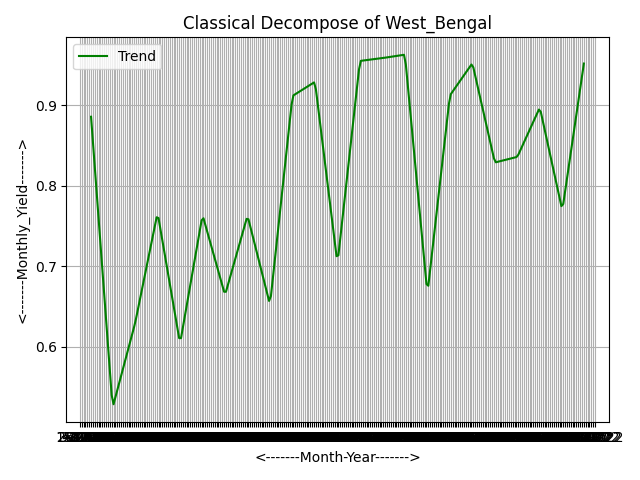 Classical Decompose of West_Bengal
Trend
0.9
0.8
0.7
0.6
<------Monthly_Yield------->
<-------Month-Year------->